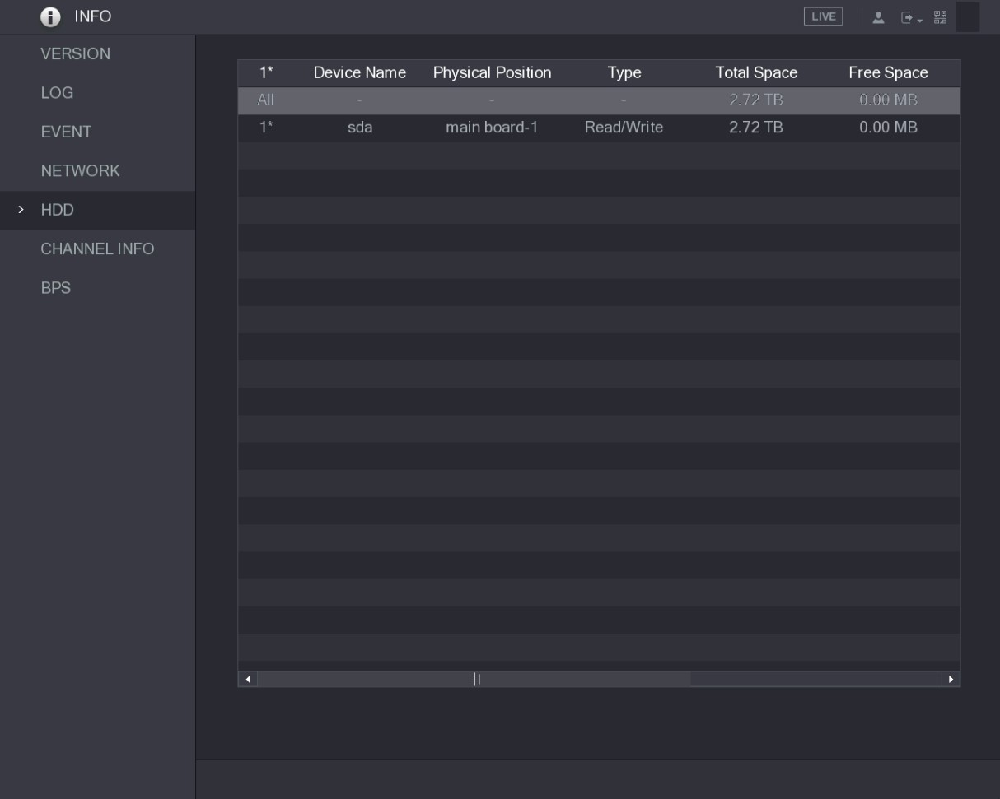 INFO
LIVE
VERSION
LOG
EVENT
NETWORK
HDD
CHANNEL INFO
BPS
1* Device Name Physical Position Type Total Space Free Space
All - - - 2.72 TB 0.00 MB
1* sda main board-1 Read/Write 2.72 TB 0.00 MB